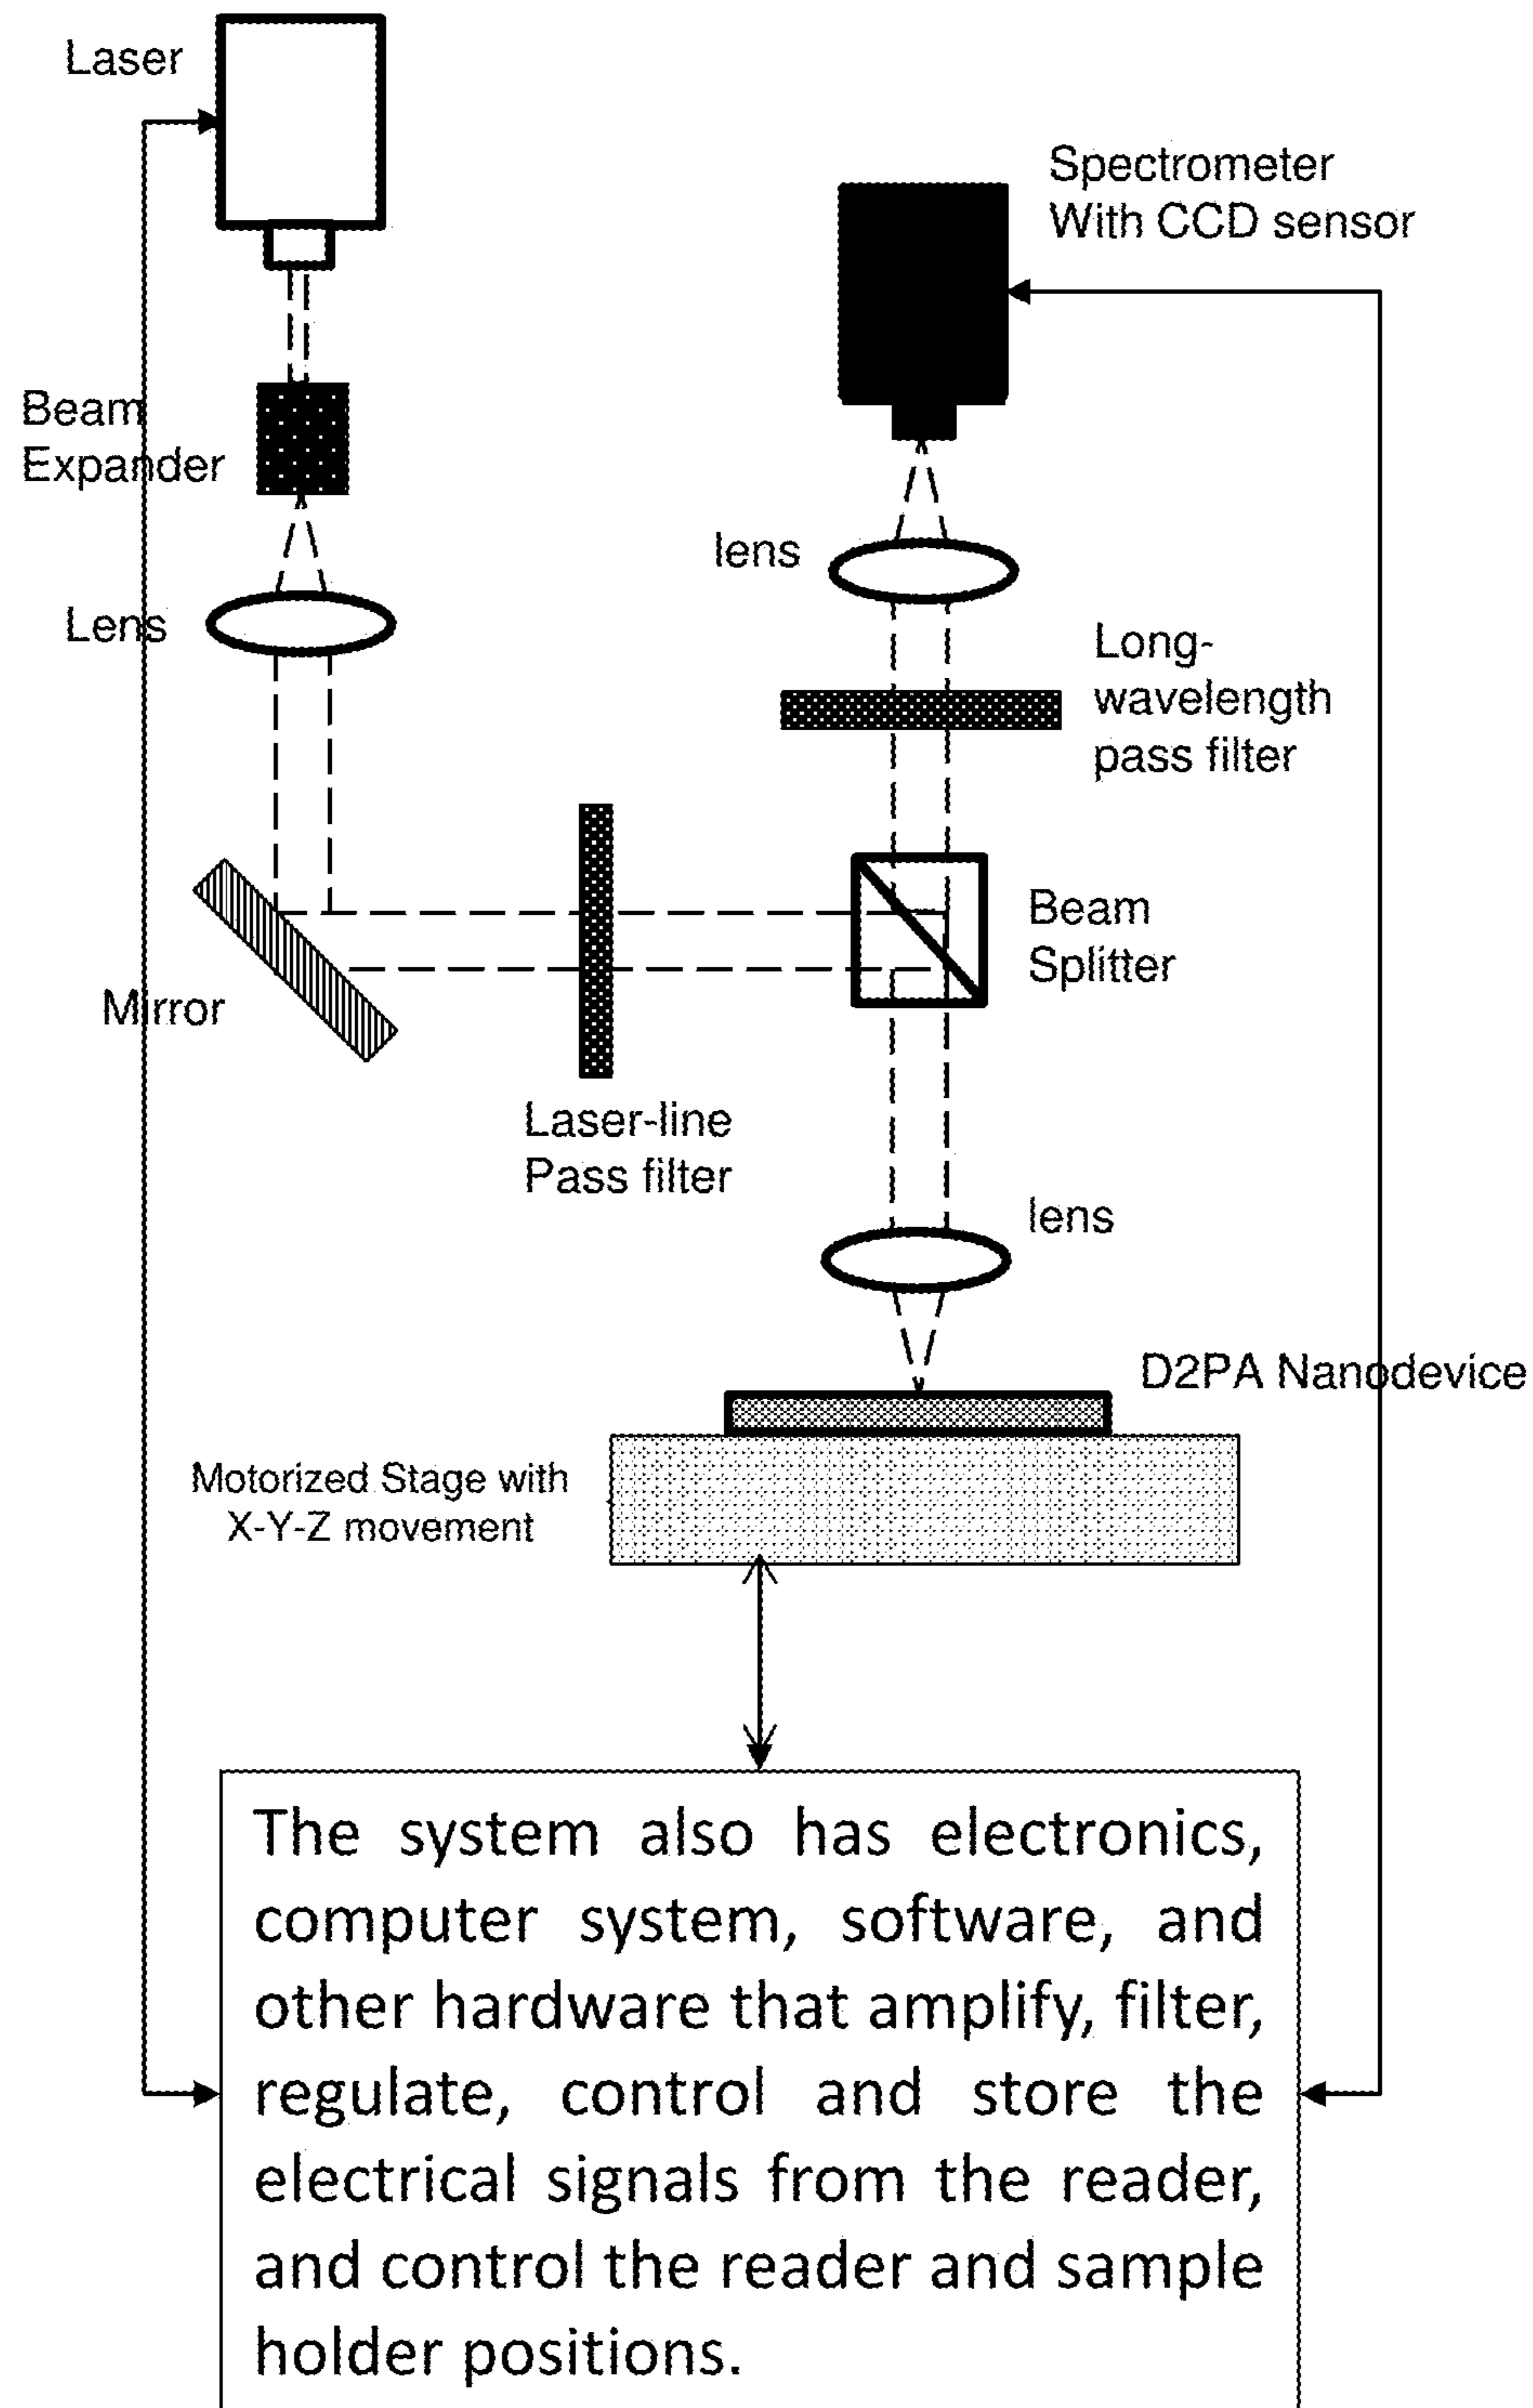 Laser
Spectrometer
With CCD sensor
Beam
Expander
lens
Lens
Long-
wavelength
pass filter
Beam
Splitter
Mirror
Laser-line
Pass filter
lens
D2PA Nanodevice
Motorized Stage with
X-Y-Z movement
The system also has electronics,
computer system, software, and
other hardware that amplify, filter,
regulate, control and store the
electrical signals from the reader,
and control the reader and sample
holder positions.